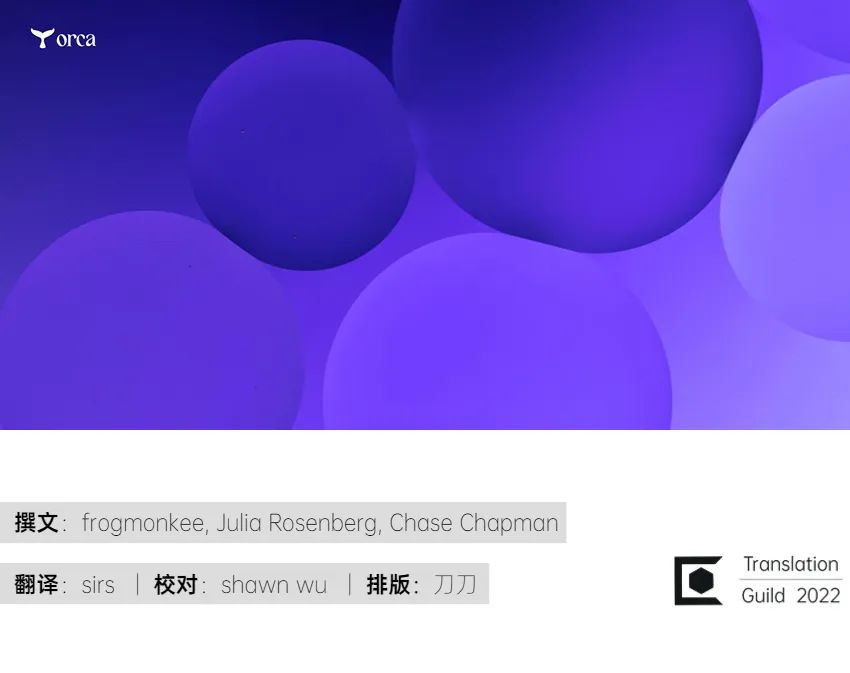 orca
撰文：frogmonkee, Julia Rosenberg, Chase Chapman
翻译：sirs ｜ 校对：shawn wu ｜ 排版：刀刀
Translation
Guild 2022